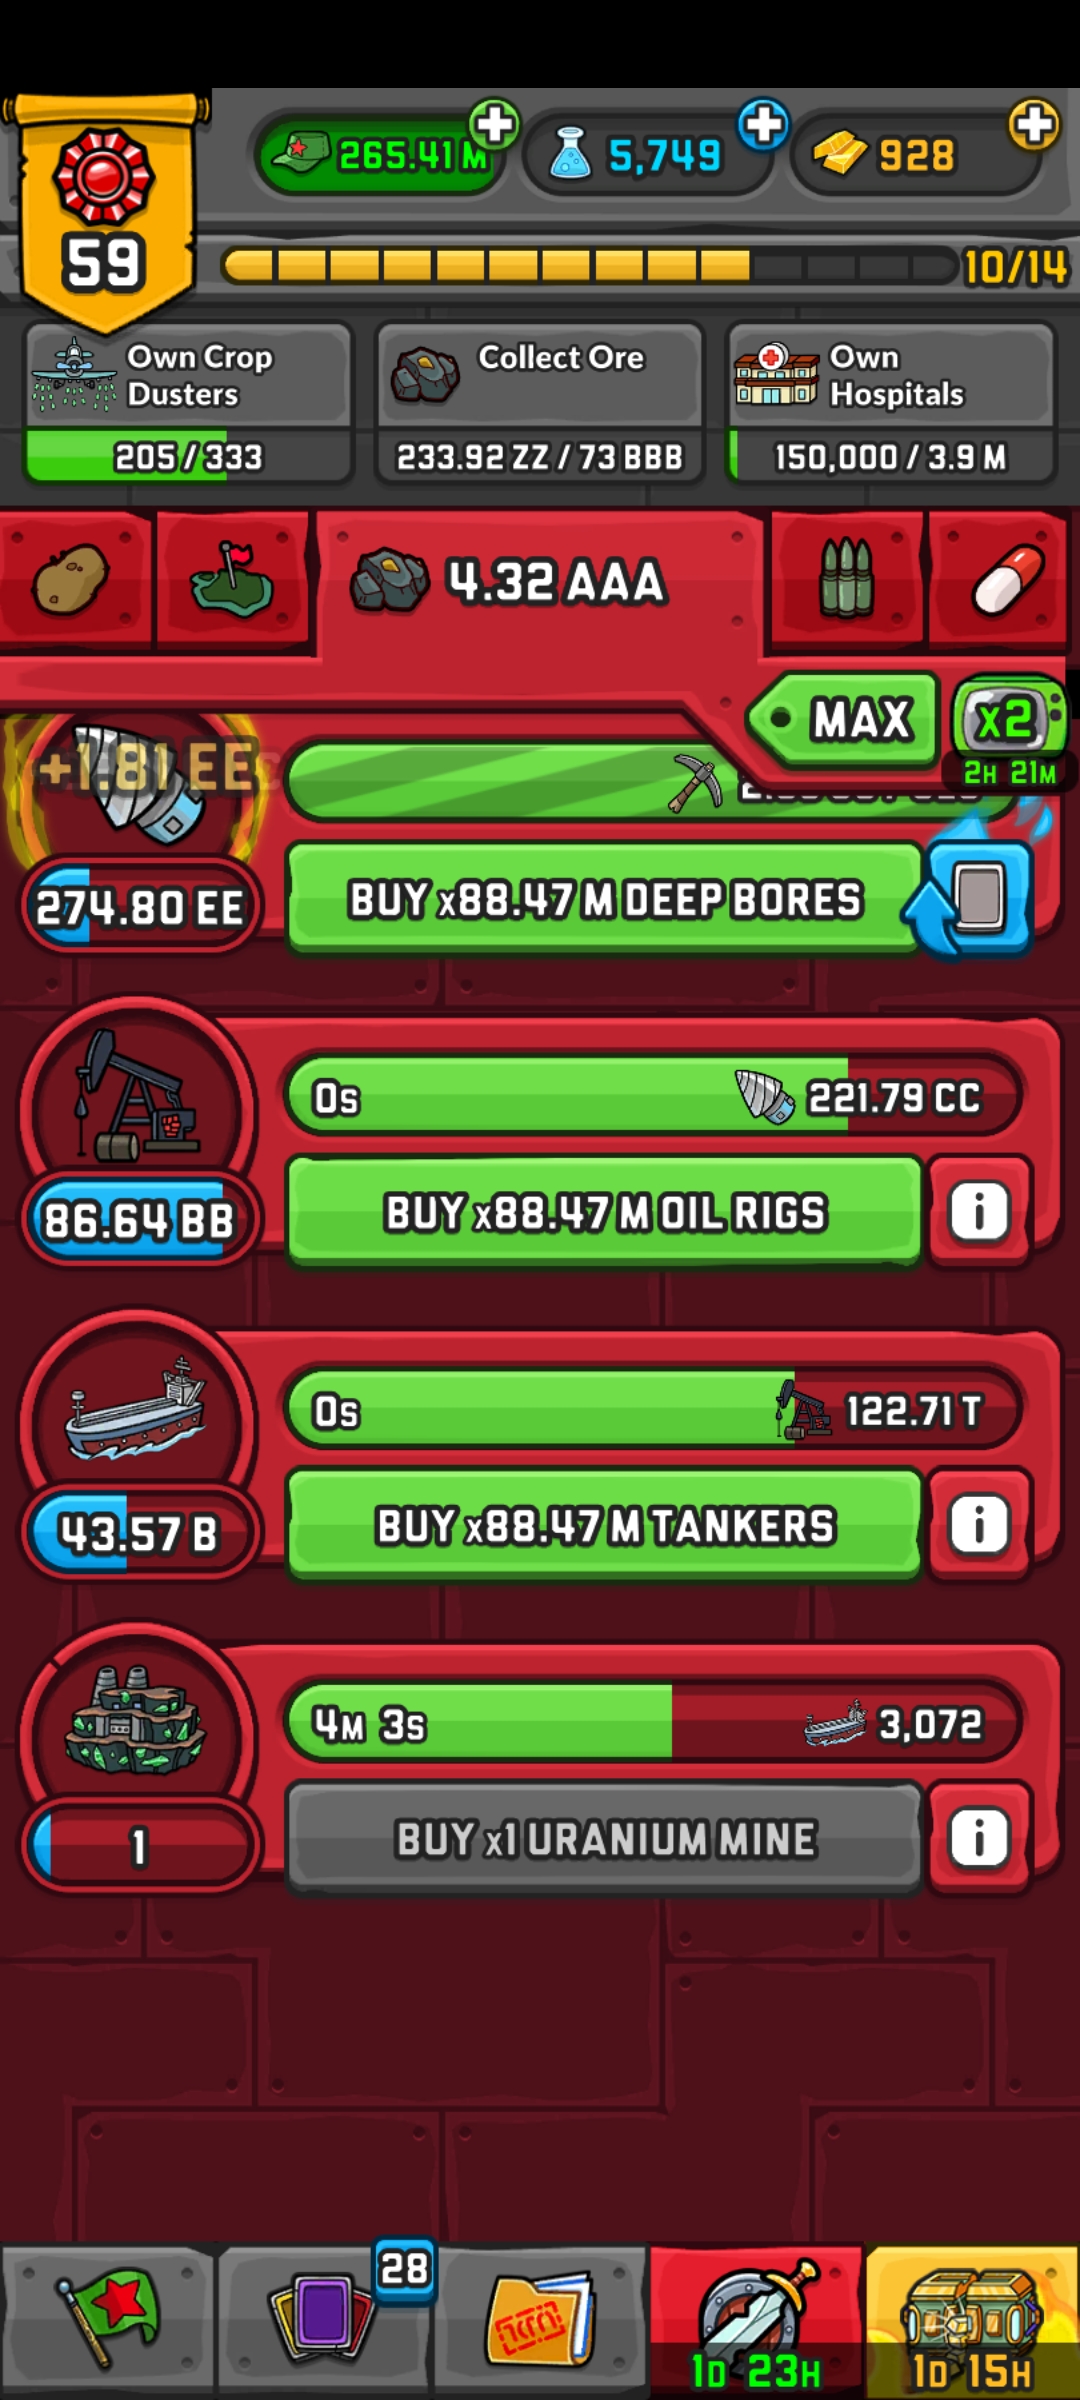 265.41 M
5,749
928
59
10/14
Own Crop
Dusters
205/333
Collect Ore
233.92 ZZ / 73 BBB
Own
Hospitals
150,000 / 3.9 M
4.32 AAA
MAX
x2
2H 21M
+1.81 EE
274.80 EE
BUY x88.47 M DEEP BORES
0s
221.79 CC
86.64 BB
BUY x88.47 M OIL RIGS
i
0s
122.71 T
43.57 B
BUY x88.47 M TANKERS
i
4M 3s
3,072
1
BUY x1 URANIUM MINE
i
28
1D 23H
1D 15H